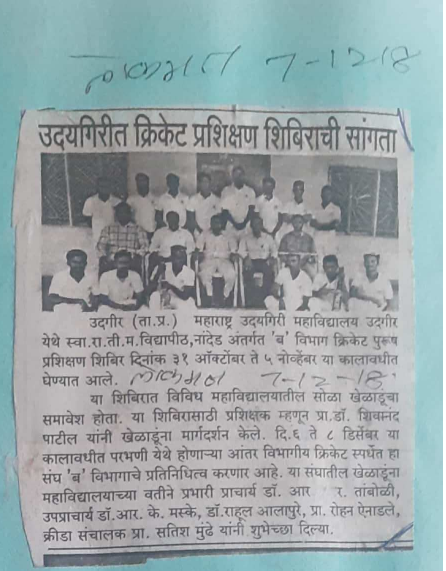 लोकमत 7-12-18
उदयगिरीत क्रिकेट प्रशिक्षण शिबिराची सांगता
उदगीर (ता.प्र.) महाराष्ट्र उदयगिरी महाविद्यालय उदगीर
येथे स्वा.रा.ती.म.विद्यापीठ,नांदेड अंतर्गत 'ब' विभाग क्रिकेट पुरूष
प्रशिक्षण शिबिर दिनांक ३१ ऑक्टोंबर ते ५ नोव्हेंबर या कालावधीत
घेण्यात आले. लोकमत 7-12-18
या शिबिरात विविध महाविद्यालयातील सोळा खेळाडूचा
समावेश होता. या शिबिरासाठी प्रशिक्षक म्हणून प्रा.डॉ. शिवानंद
पाटील यांनी खेळाडूंना मार्गदर्शन केले. दि.६ ते ८ डिसेंबर या
कालावधीत परभणी येथे होणाऱ्या आंतर विभागीय क्रिकेट स्पर्धेत हा
संघ 'ब' विभागाचे प्रतिनिधित्व करणार आहे. या संघातील खेळाडूंना
महाविद्यालयाच्या वतीने प्रभारी प्राचार्य डॉ. आर र. तांबोळी,
उपप्राचार्य डॉ.आर. के. मस्के, डॉ.राहूल आलापुरे, प्रा. रोहन ऐनाडले,
क्रीडा संचालक प्रा. सतिश मुंढे यांनी शुभेच्छा दिल्या.